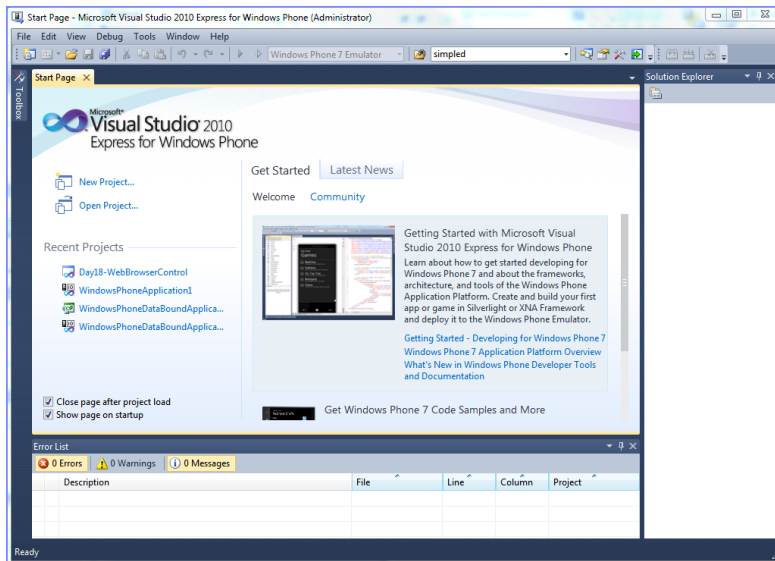 Start Page - Microsoft Visual Studio 2010 Express for Windows Phone (Administrator)
File Edit View Debug Tools Window Help
Windows Phone 7 Emulator simpled
Toolbox
Start Page
Solution Explorer
Microsoft
Visual Studio 2010
Express for Windows Phone
New Project...
Open Project...
Recent Projects
Day18-WebBrowserControl
WindowsPhoneApplication1
WindowsPhoneDataBoundApplica...
WindowsPhoneDataBoundApplica...
Close page after project load
Show page on startup
Get Started Latest News
Welcome Community
Getting Started with Microsoft Visual
Studio 2010 Express for Windows Phone
Learn about how to get started developing for
Windows Phone 7 and about the frameworks,
architecture, and tools of the Windows Phone
Application Platform. Create and build your first
app or game in Silverlight or XNA Framework
and deploy it to the Windows Phone Emulator.
Getting Started - Developing for Windows Phone 7
Windows Phone 7 Application Platform Overview
What's New in Windows Phone Developer Tools
and Documentation
Get Windows Phone 7 Code Samples and More
Error List
0 Errors 0 Warnings 0 Messages
Description File Line Column Project
Ready